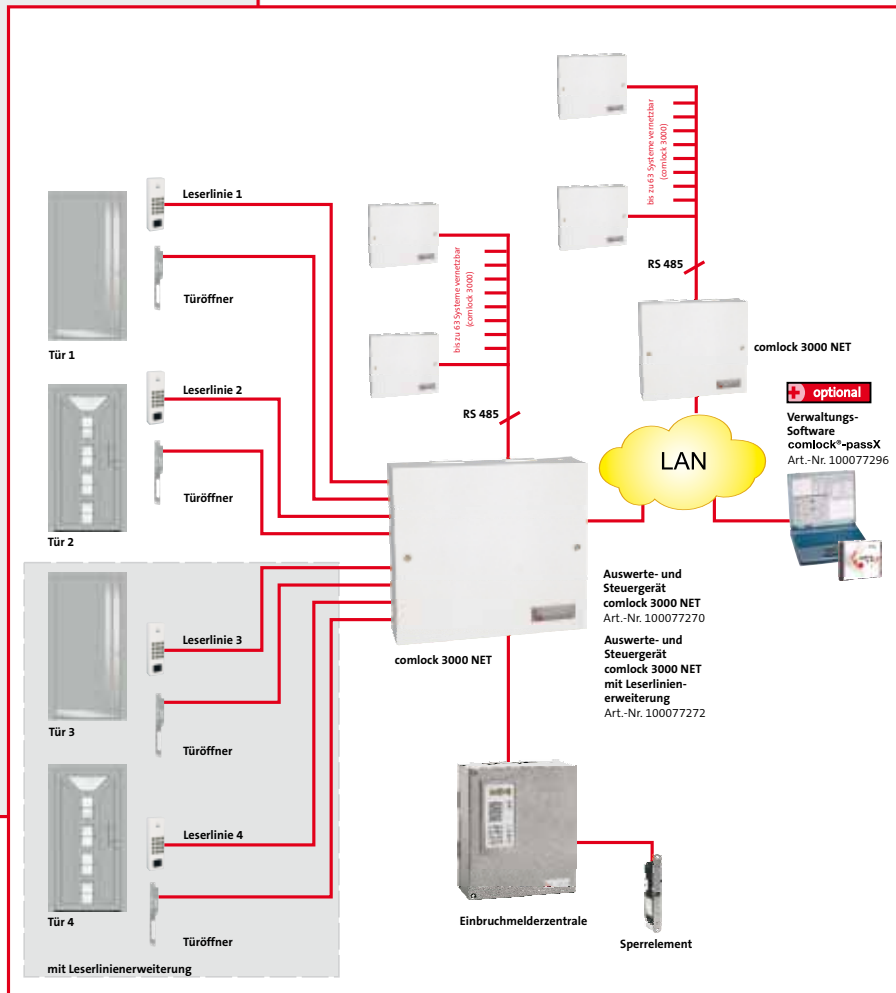 bis zu 63 Systeme vernetzbar
(comlock 3000)
bis zu 63 Systeme vernetzbar
(comlock 3000)
RS 485
RS 485
Leserlinie 1
Türöffner
Tür 1
Leserlinie 2
Türöffner
Tür 2
Leserlinie 3
Türöffner
Tür 3
Leserlinie 4
Türöffner
Tür 4
mit Leserlinienerweiterung
comlock 3000 NET
comlock 3000 NET
LAN
+ optional
Verwaltungs-
Software
comlock®-passX
Art.-Nr. 100077296
Auswerte- und
Steuergerät
comlock 3000 NET
Art.-Nr. 100077270
Auswerte- und
Steuergerät
comlock 3000 NET
mit Leserlinien-
erweiterung
Art.-Nr. 100077272
Einbruchmelderzentrale
Sperrelement